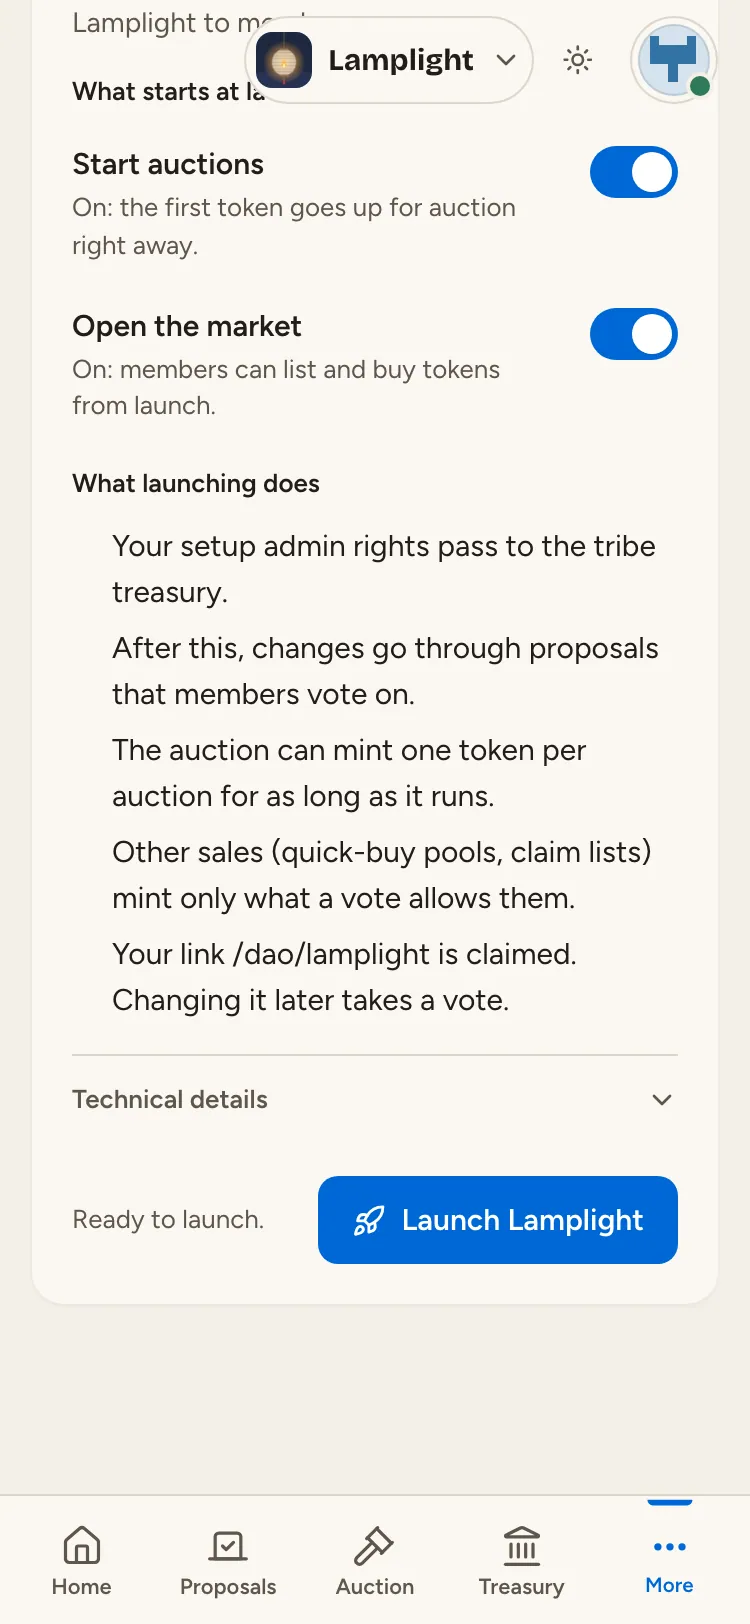 Lamplight to
Lamplight
What starts at
Start auctions
On: the first token goes up for auction
right away.
Open the market
On: members can list and buy tokens
from launch.
What launching does
Your setup admin rights pass to the tribe
treasury.
After this, changes go through proposals
that members vote on.
The auction can mint one token per
auction for as long as it runs.
Other sales (quick-buy pools, claim lists)
mint only what a vote allows them.
Your link /dao/lamplight is claimed.
Changing it later takes a vote.
Technical details
Ready to launch.
Launch Lamplight
Home
Proposals
Auction
Treasury
More